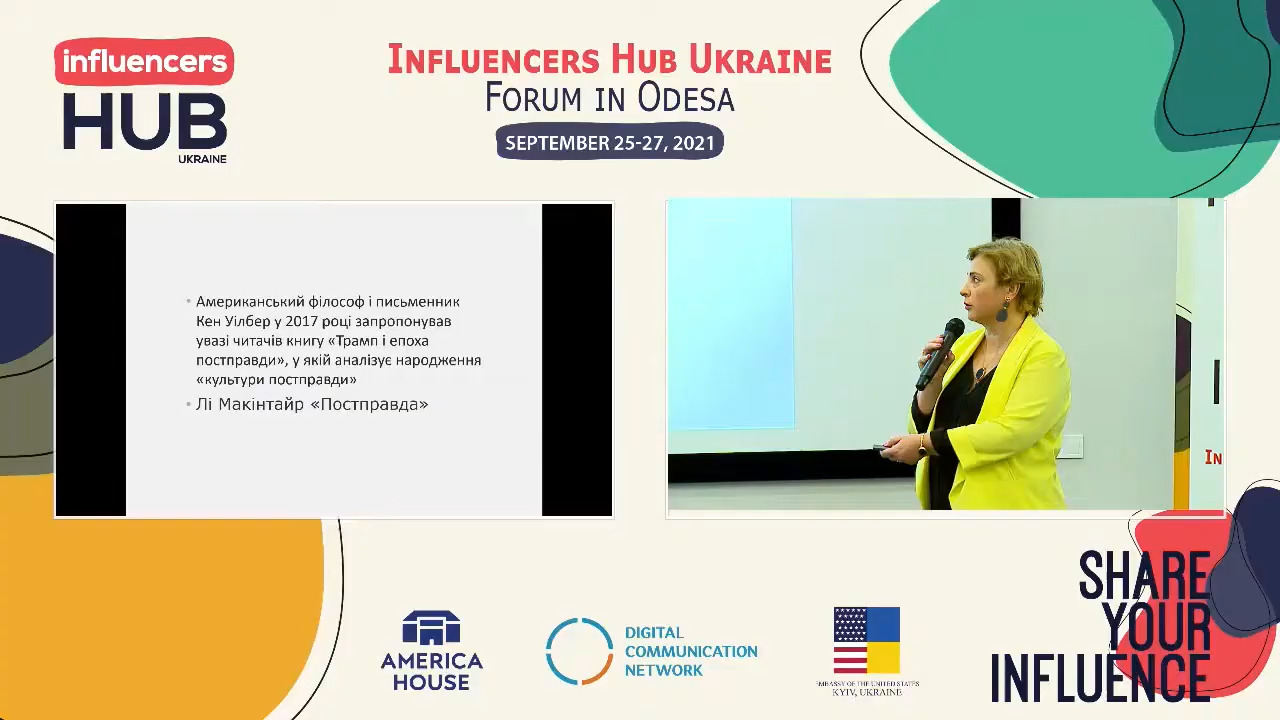 influencers
HUB
UKRAINE
INFLUENCERS HUB UKRAINE
FORUM IN ODESA
SEPTEMBER 25-27, 2021
• Американський філософ і письменник
Кен Уілбер у 2017 році запропонував
увазі читачів книгу «Трамп і епоха
постправди», у якій аналізує народження
«культури постправди»
• Лі Макінтайр «Постправда»
IN
SHARE
YOUR
INFLUENCE
AMERICA
HOUSE
DIGITAL
COMMUNICATION
NETWORK
EMBASSY OF THE UNITED STATES
KYIV, UKRAINE